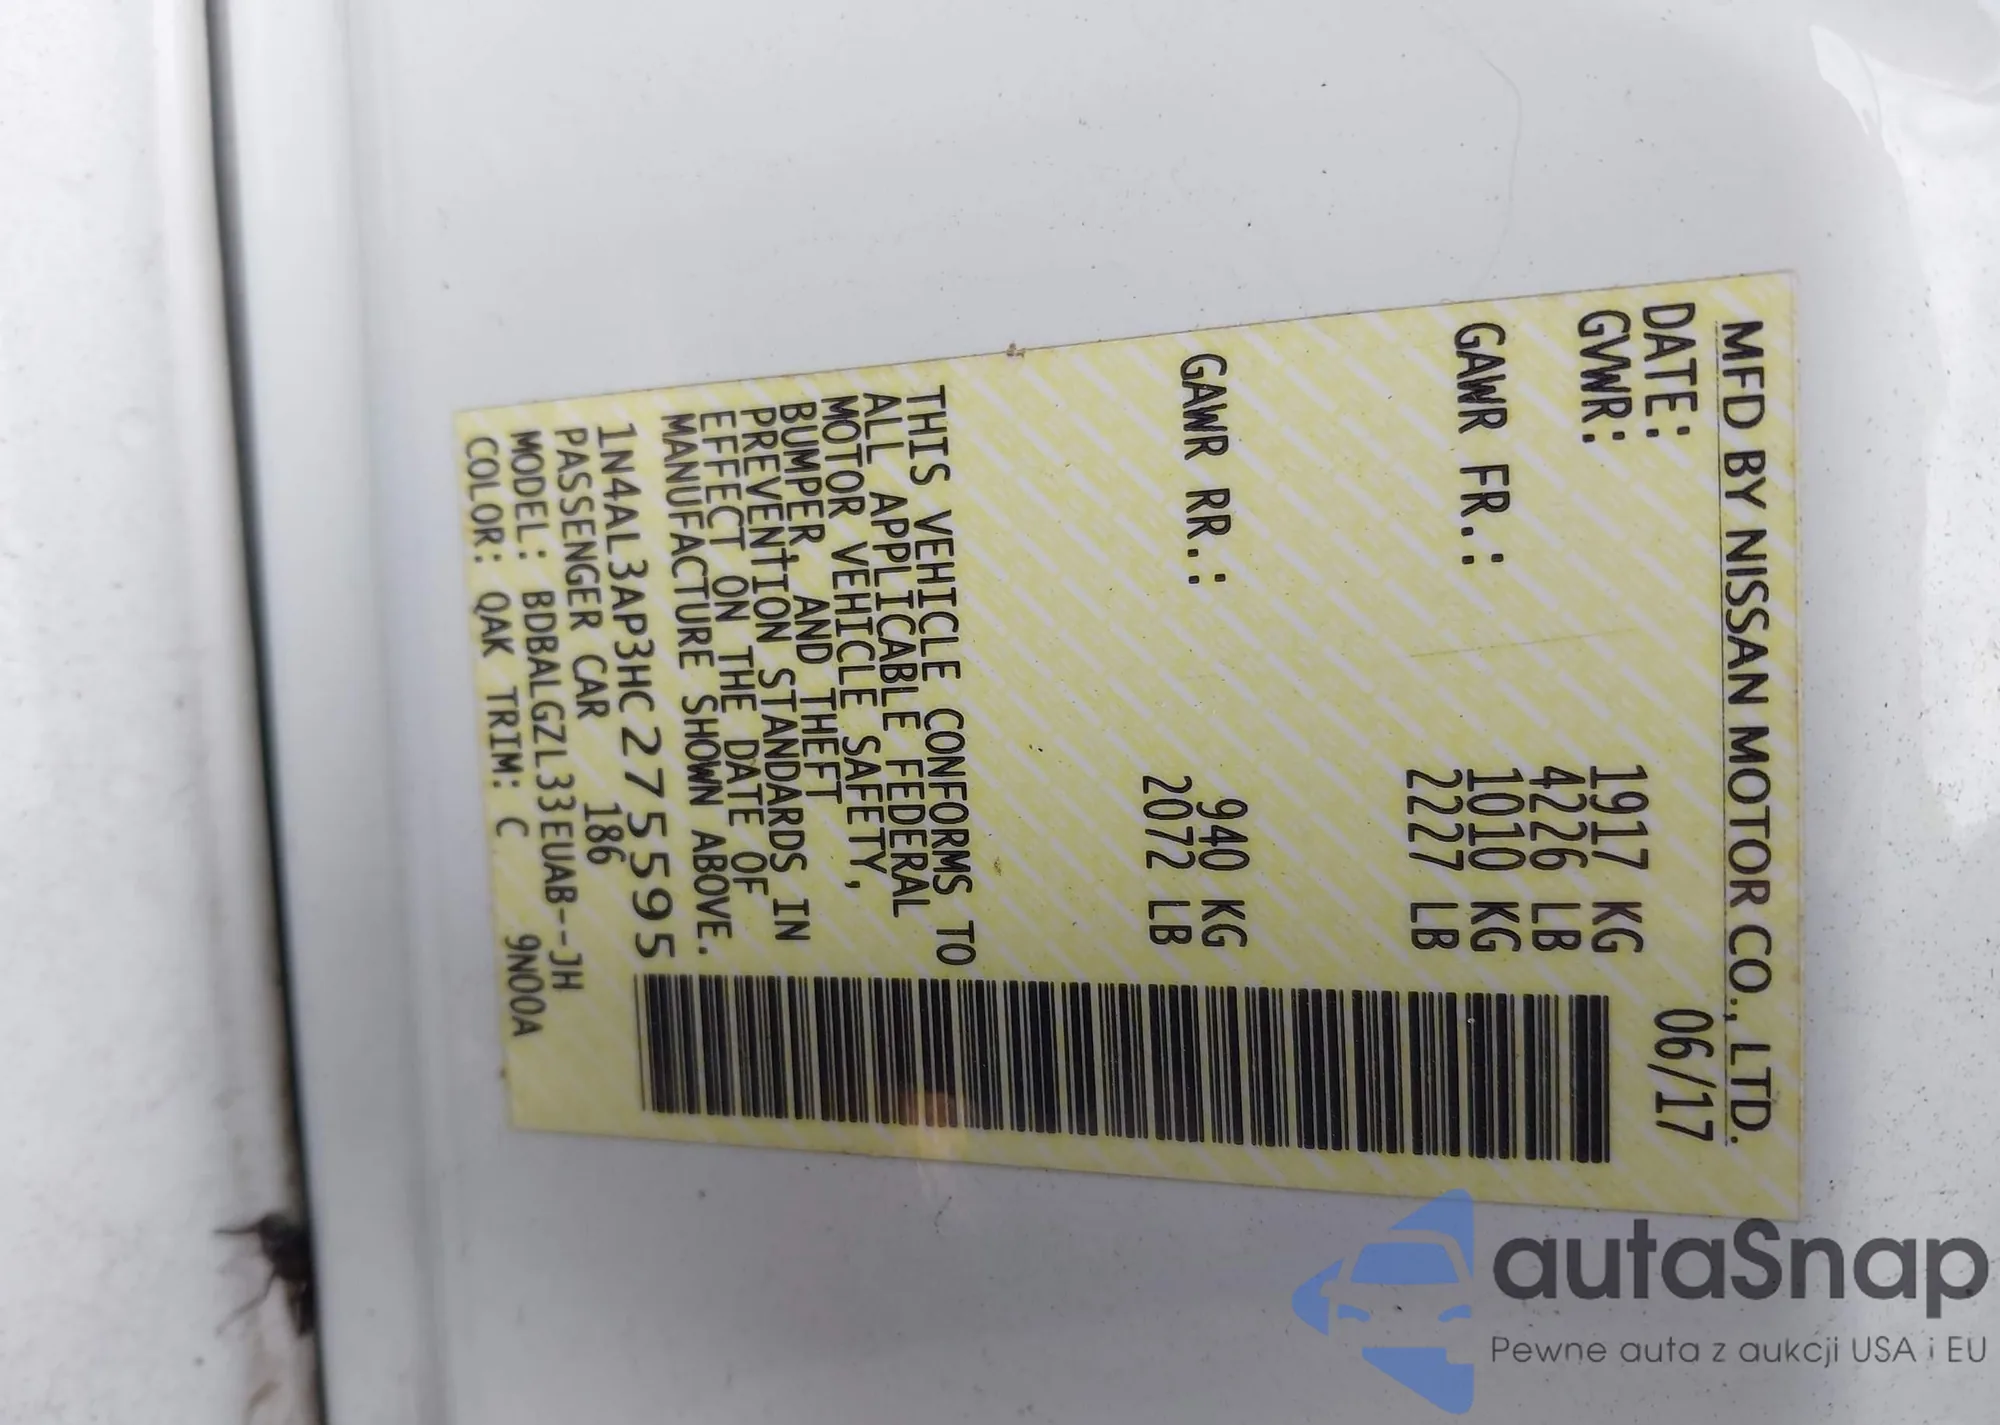 MFD BY NISSAN MOTOR CO., LTD.
DATE: 06/17
GVWR: 1917 KG
4226 LB
GAWR FR.: 1010 KG
2227 LB
GAWR RR.: 940 KG
2072 LB
THIS VEHICLE CONFORMS TO
ALL APPLICABLE FEDERAL
MOTOR VEHICLE SAFETY,
BUMPER, AND THEFT
PREVENTION STANDARDS IN
EFFECT ON THE DATE OF
MANUFACTURE SHOWN ABOVE.
1N4AL3AP3HC275595
PASSENGER CAR 186
MODEL: BDBALGZL33EUAB--JH
COLOR: QAK TRIM: C 9N00A
autaSnap
Pewne auta z aukcji USA i EU